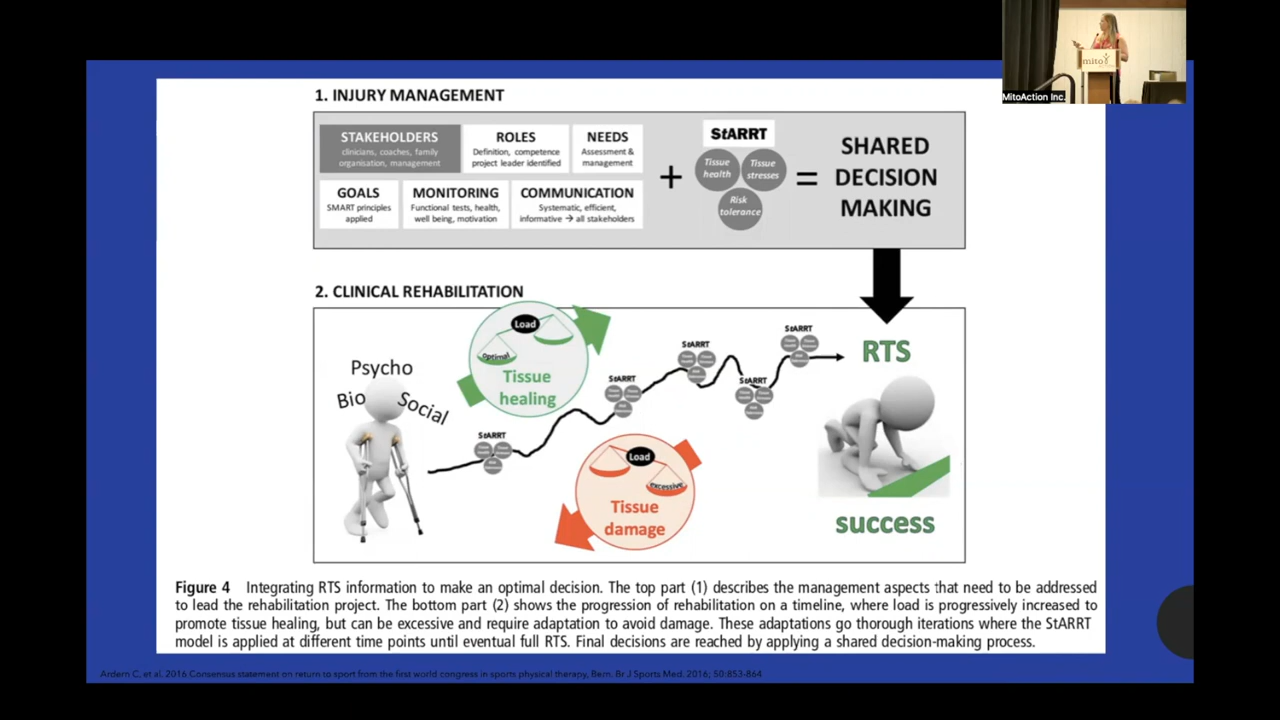 mito
MitoAction Inc.
1. INJURY MANAGEMENT
STAKEHOLDERS
clinicians, coaches, family
organisation, management
ROLES
Definition, competence
project leader identified
NEEDS
Assessment &
management
GOALS
SMART principles
applied
MONITORING
Functional tests, health,
well being, motivation
COMMUNICATION
Systematic, efficient,
informative → all stakeholders
+
StARRT
Tissue
health
Tissue
stresses
Risk
tolerance
=
SHARED
DECISION
MAKING
2. CLINICAL REHABILITATION
Psycho
Bio
Social
Load
optimal
Tissue
healing
StARRT
StARRT
StARRT
StARRT
StARRT
Load
excessive
Tissue
damage
RTS
success
Figure 4 Integrating RTS information to make an optimal decision. The top part (1) describes the management aspects that need to be addressed
to lead the rehabilitation project. The bottom part (2) shows the progression of rehabilitation on a timeline, where load is progressively increased to
promote tissue healing, but can be excessive and require adaptation to avoid damage. These adaptations go thorough iterations where the StARRT
model is applied at different time points until eventual full RTS. Final decisions are reached by applying a shared decision-making process.
Ardern C, et al. 2016 Consensus statement on return to sport from the first world congress in sports physical therapy, Bern. Br J Sports Med. 2016; 50:853-864